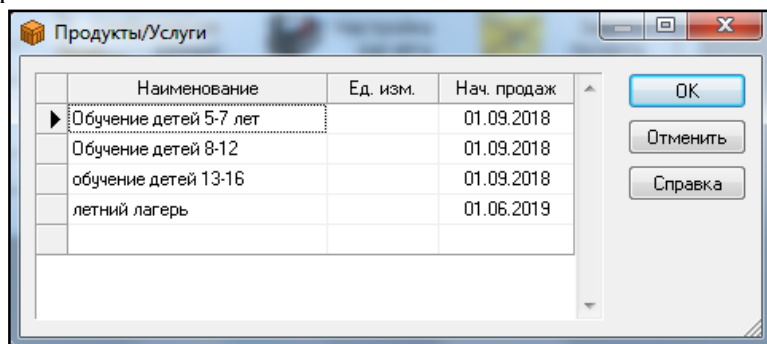 Продукты/Услуги
Наименование Ед. изм. Нач. продаж
Обучение детей 5-7 лет 01.09.2018
Обучение детей 8-12 01.09.2018
обучение детей 13-16 01.09.2018
летний лагерь 01.06.2019
OK
Отменить
Справка